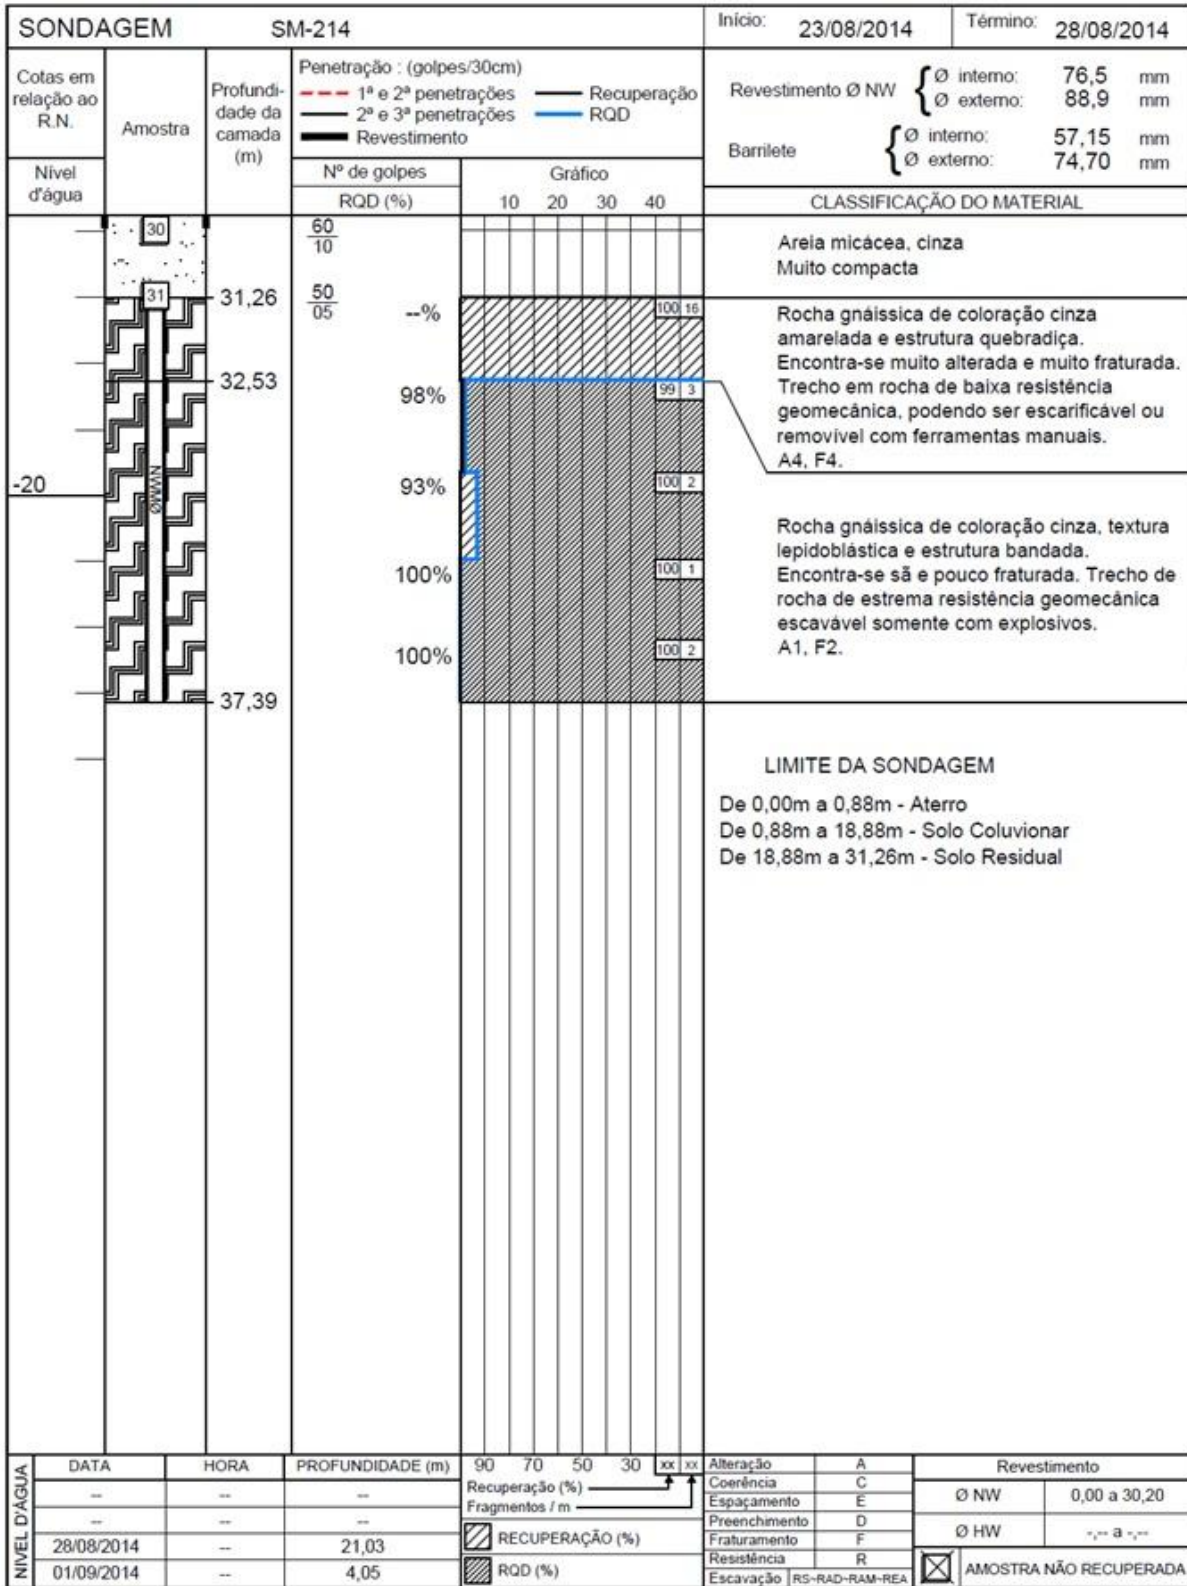 SONDAGEM SM-214
Início: 23/08/2014
Término: 28/08/2014
Cotas em
relação ao
R.N.
Nível
d'água
Amostra
Profundi-
dade da
camada
(m)
Penetração : (golpes/30cm)
1ª e 2ª penetrações
Recuperação
2ª e 3ª penetrações
RQD
Revestimento
Nº de golpes
RQD (%)
Gráfico
10 20 30 40
Revestimento Ø NW
Ø interno: 76,5 mm
Ø externo: 88,9 mm
Barrilete
Ø interno: 57,15 mm
Ø externo: 74,70 mm
CLASSIFICAÇÃO DO MATERIAL
30
60
10
Areia micácea, cinza
Muito compacta
31
31,26
50
05
--%
100 16
Rocha gnáissica de coloração cinza
amarelada e estrutura quebradiça.
Encontra-se muito alterada e muito fraturada.
Trecho em rocha de baixa resistência
geomecânica, podendo ser escarificável ou
removível com ferramentas manuais.
A4, F4.
32,53
98%
99 3
-20
ØNWM
93%
100 2
100%
100 1
100%
100 2
37,39
Rocha gnáissica de coloração cinza, textura
lepidoblástica e estrutura bandada.
Encontra-se sã e pouco fraturada. Trecho de
rocha de estrema resistência geomecânica
escavável somente com explosivos.
A1, F2.
LIMITE DA SONDAGEM
De 0,00m a 0,88m - Aterro
De 0,88m a 18,88m - Solo Coluvionar
De 18,88m a 31,26m - Solo Residual
NIVEL D'ÁGUA
DATA HORA PROFUNDIDADE (m)
-- -- --
-- -- --
28/08/2014 -- 21,03
01/09/2014 -- 4,05
90 70 50 30 xx xx
Recuperação (%)
Fragmentos / m
RECUPERAÇÃO (%)
RQD (%)
Alteração A
Coerência C
Espaçamento E
Preenchimento D
Fraturamento F
Resistência R
Escavação RS~RAD~RAM~REA
Revestimento
Ø NW 0,00 a 30,20
Ø HW -,-- a -,--
AMOSTRA NÃO RECUPERADA